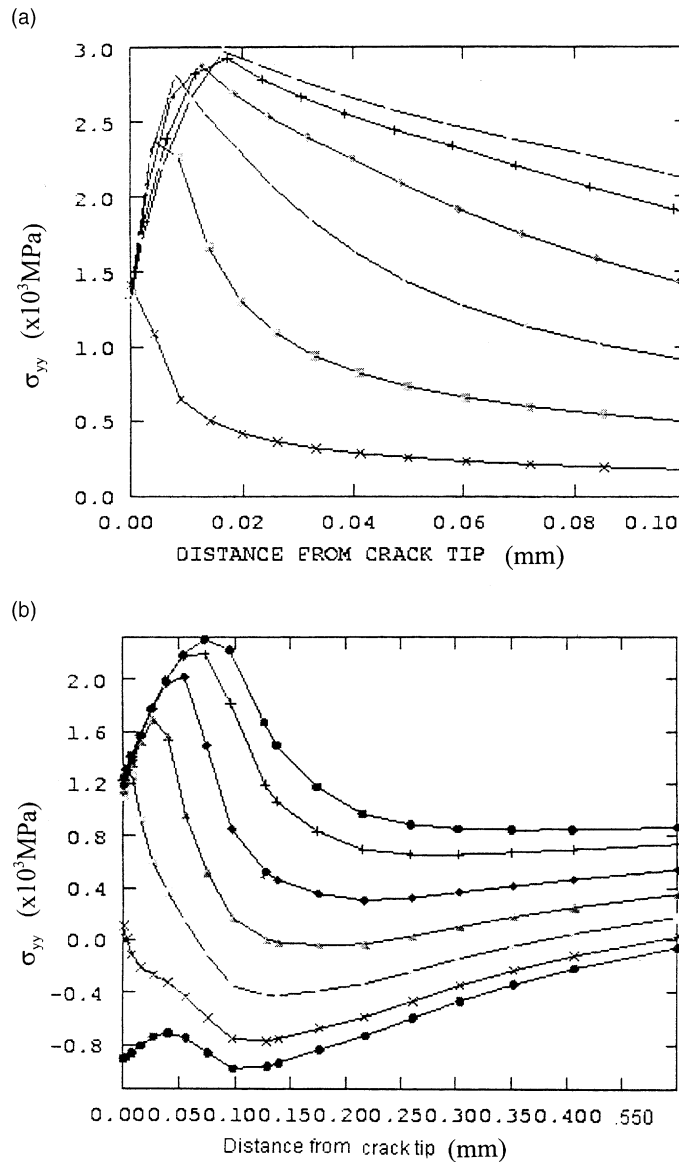 (a)
σyy (x10³MPa)
3.0
2.5
2.0
1.5
1.0
0.5
0.0
0.00 0.02 0.04 0.06 0.08 0.100
DISTANCE FROM CRACK TIP (mm)
(b)
σyy (x10³MPa)
2.0
1.6
1.2
0.8
0.4
0.0
-0.4
-0.8
0.000.050.100.150.200.250.300.350.400 .550
Distance from crack tip (mm)